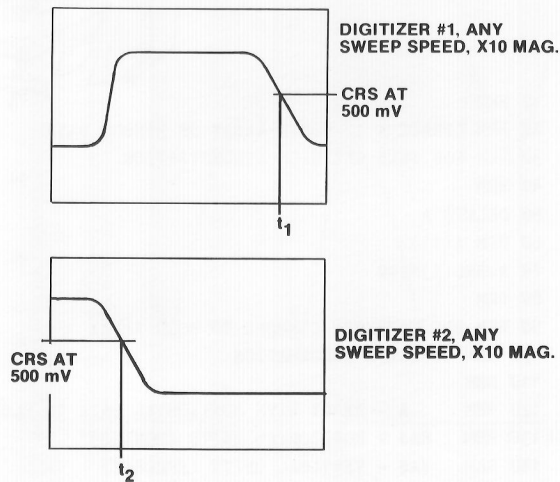 DIGITIZER #1, ANY
SWEEP SPEED, X10 MAG.
CRS AT
500 mV
t1
DIGITIZER #2, ANY
SWEEP SPEED, X10 MAG.
CRS AT
500 mV
t2